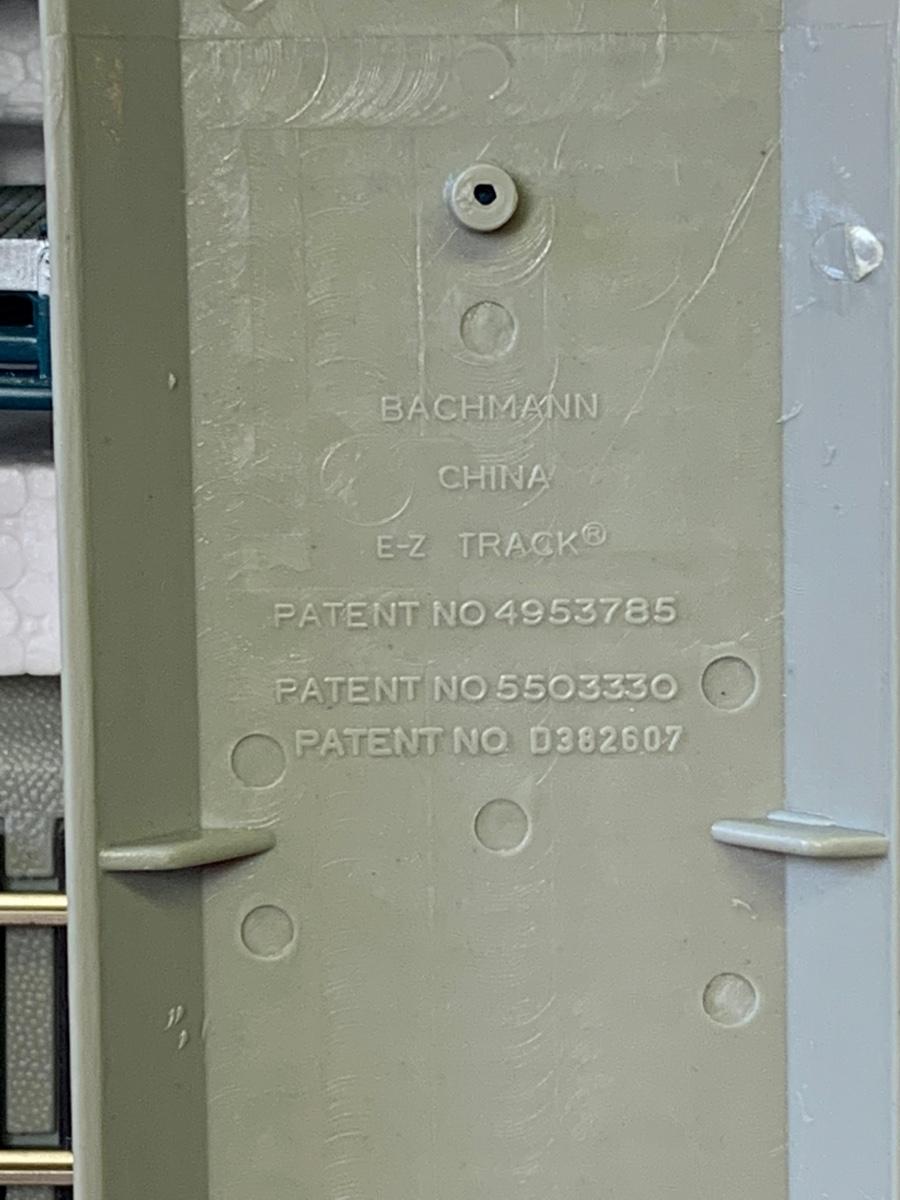 BACHMANN
CHINA
E-Z TRACK®
PATENT NO 4953785
PATENT NO 5503330
PATENT NO D382607